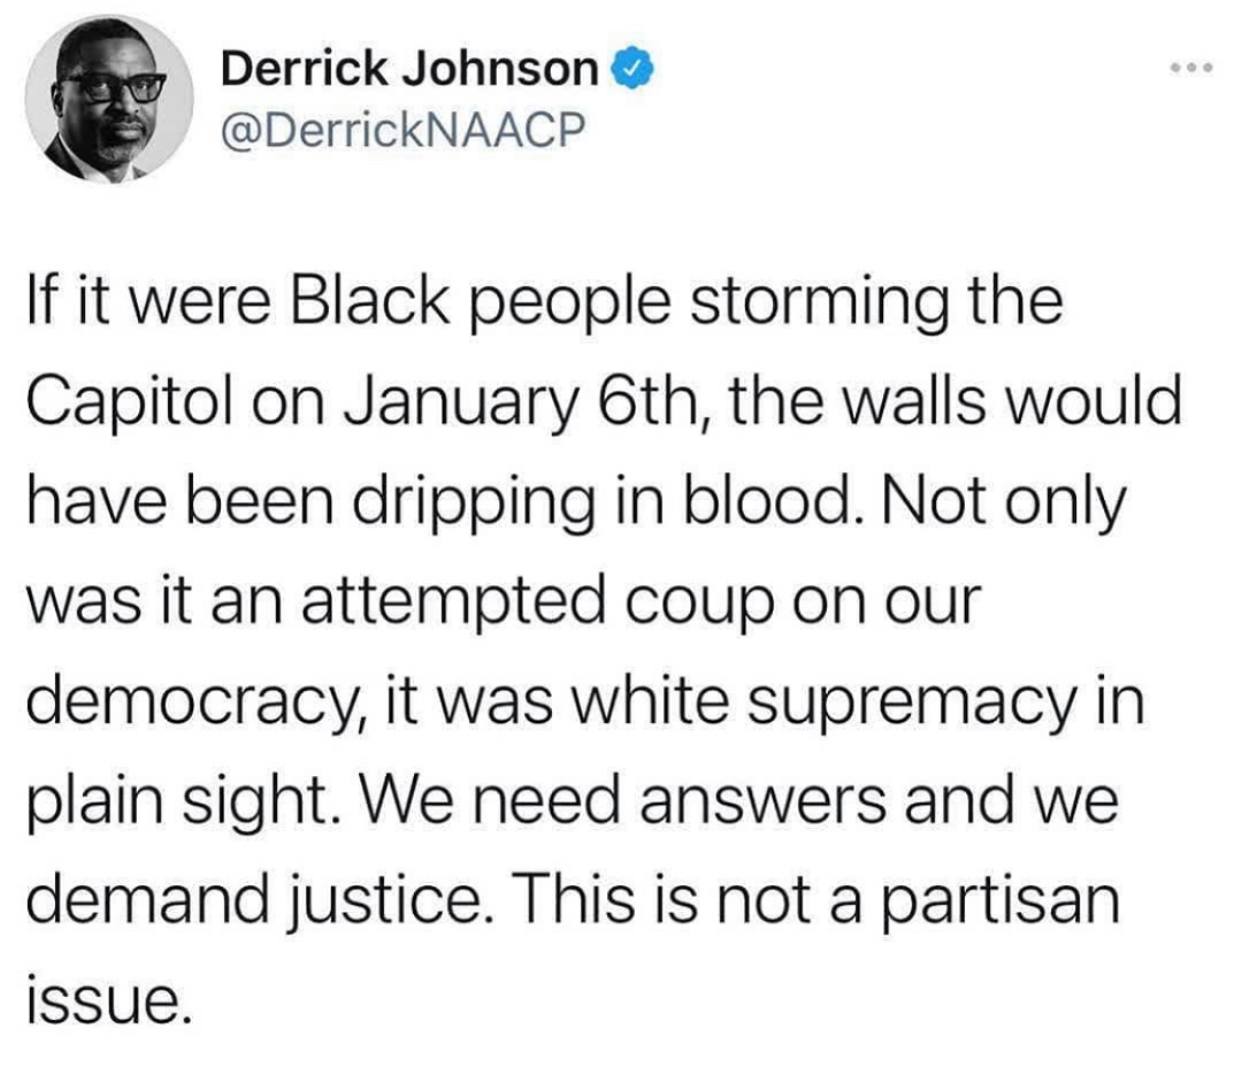 Derrick Johnson
@DerrickNAACP
If it were Black people storming the
Capitol on January 6th, the walls would
have been dripping in blood. Not only
was it an attempted coup on our
democracy, it was white supremacy in
plain sight. We need answers and we
demand justice. This is not a partisan
issue.